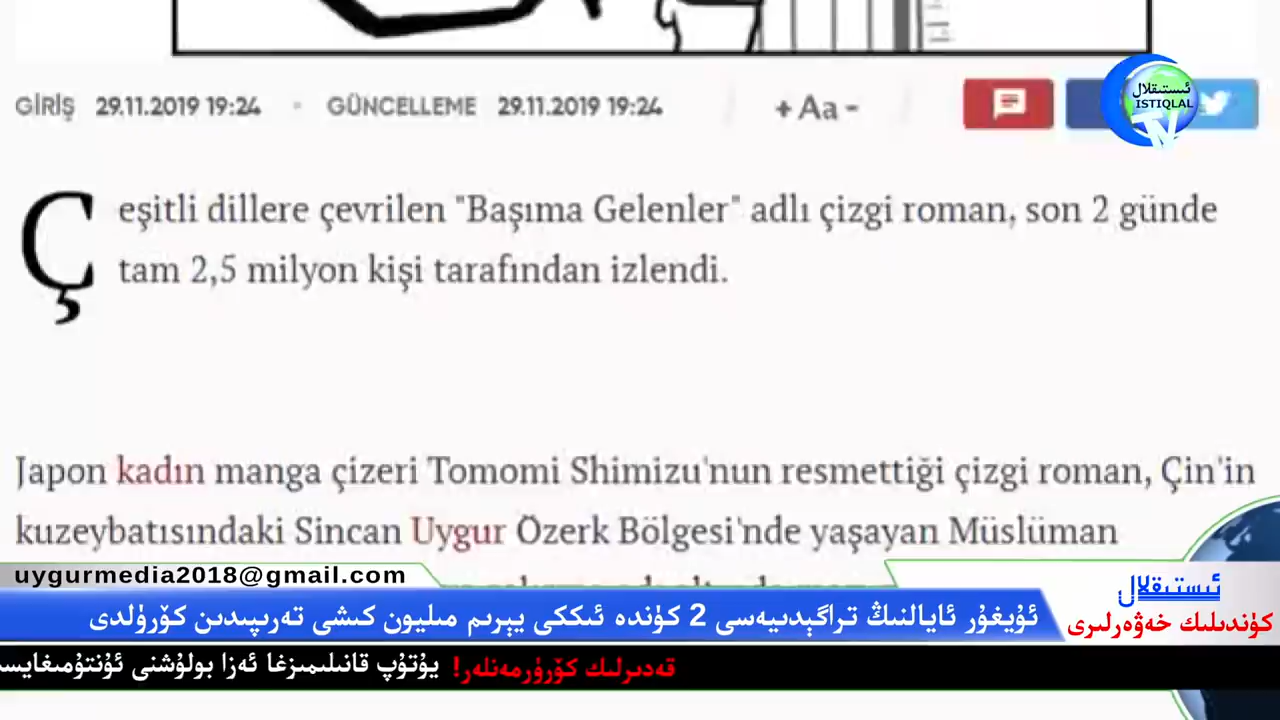 GİRİŞ 29.11.2019 19:24 • GÜNCELLEME 29.11.2019 19:24 + Aa -
ئىستىقلال
ISTIQLAL
TV
Çeşitli dillere çevrilen "Başıma Gelenler" adlı çizgi roman, son 2 günde
tam 2,5 milyon kişi tarafından izlendi.
Japon kadın manga çizeri Tomomi Shimizu'nun resmettiği çizgi roman, Çin'in
kuzeybatısındaki Sincan Uygur Özerk Bölgesi'nde yaşayan Müslüman
uygurmedia2018@gmail.com
ئىستىقلال
كۈندىلىك خەۋەرلىرى
ئۇيغۇر ئايالنىڭ تراگېدىيەسى 2 كۈندە ئىككى يېرىم مىليون كىشى تەرىپىدىن كۆرۈلدى
قەدىرلىك كۆرۈرمەنلەر! يۇتۇپ قانىلىمىزغا ئەزا بولۇشنى ئۇنتۇمىغايسى